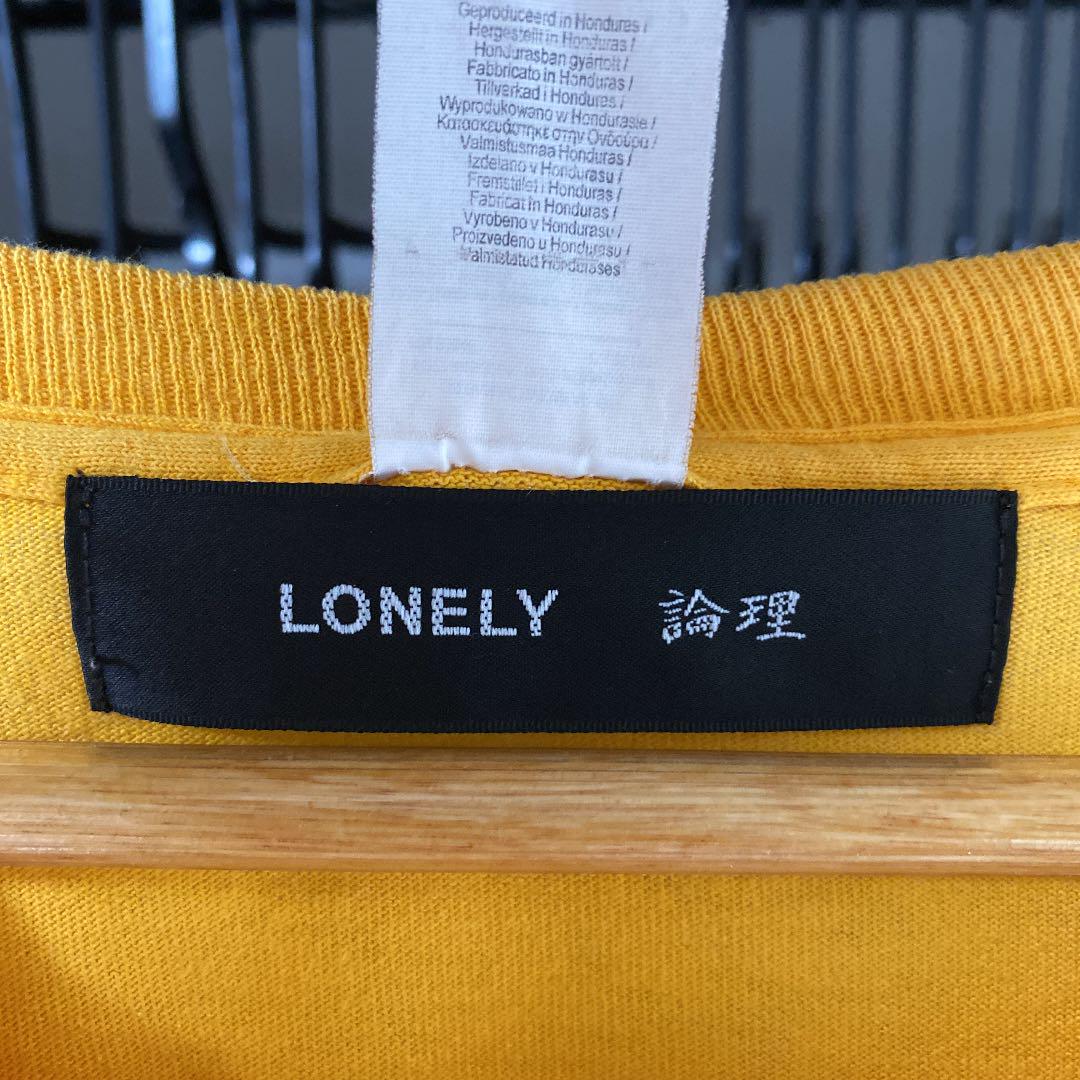 Geproduceerd in Honduras /
Hergestellt in Honduras /
Hondurasban gyártott /
Fabbricato in Honduras /
Tillverkad i Honduras /
Wyprodukowano w Hondurasie /
Κατασκευάστηκε στην Ονδούρα /
Valmistusmaa Honduras /
Izdelano v Hondurasu /
Fremstillet i Honduras /
Fabricat in Honduras /
Vyrobeno v Hondurasu /
Proizvedeno u Hondurasu /
Valmistatud Hondurases
LONELY 論理